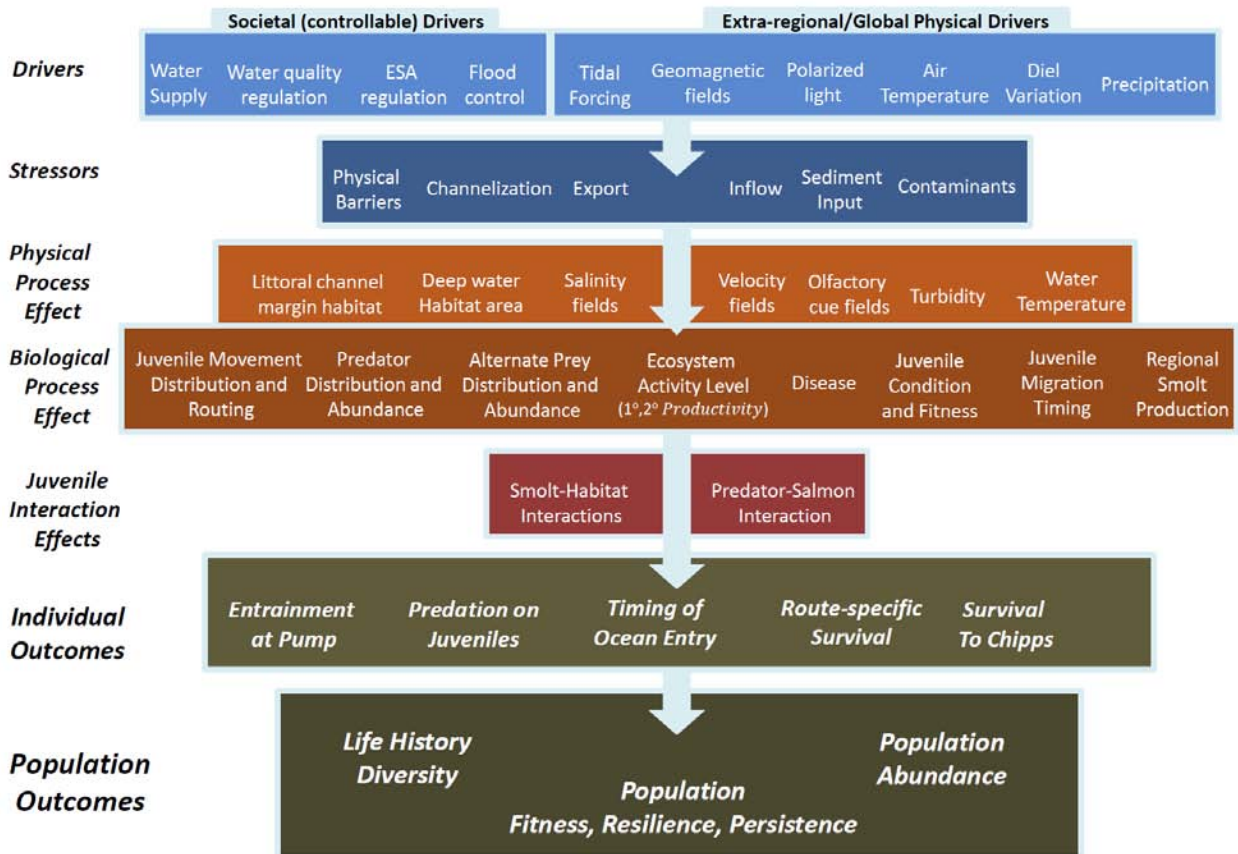 Societal (controllable) Drivers
Extra-regional/Global Physical Drivers
Drivers
Water
Supply
Water quality
regulation
ESA
regulation
Flood
control
Tidal
Forcing
Geomagnetic
fields
Polarized
light
Air
Temperature
Diel
Variation
Precipitation
Stressors
Physical
Barriers
Channelization
Export
Inflow
Sediment
Input
Contaminants
Physical
Process
Effect
Littoral channel
margin habitat
Deep water
Habitat area
Salinity
fields
Velocity
fields
Olfactory
cue fields
Turbidity
Water
Temperature
Biological
Process
Effect
Juvenile Movement
Distribution and
Routing
Predator
Distribution and
Abundance
Alternate Prey
Distribution and
Abundance
Ecosystem
Activity Level
(1°,2° Productivity)
Disease
Juvenile
Condition
and Fitness
Juvenile
Migration
Timing
Regional
Smolt
Production
Juvenile
Interaction
Effects
Smolt-Habitat
Interactions
Predator-Salmon
Interaction
Individual
Outcomes
Entrainment
at Pump
Predation on
Juveniles
Timing of
Ocean Entry
Route-specific
Survival
Survival
To Chipps
Population
Outcomes
Life History
Diversity
Population
Fitness, Resilience, Persistence
Population
Abundance